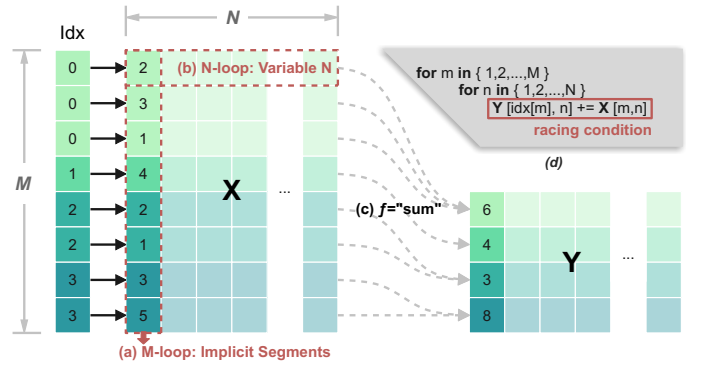 N
Idx
M
0
0
0
1
2
2
3
3
2
3
1
4
2
1
3
5
(b) N-loop: Variable N
X
...
(a) M-loop: Implicit Segments
(c) ƒ="sum"
for m in { 1,2,...,M }
for n in { 1,2,...,N }
Y [idx[m], n] += X [m,n]
racing condition
(d)
6
4
3
8
Y
...